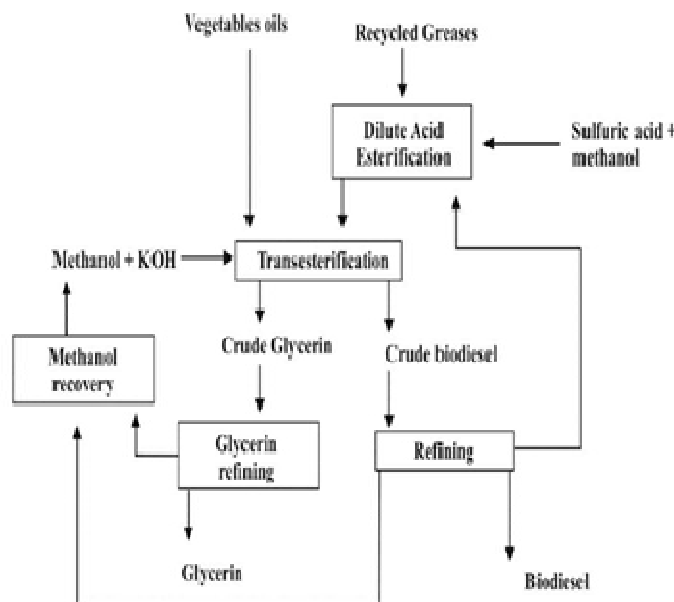 Vegetables oils
Recycled Greases
Dilute Acid
Esterification
Sulfuric acid +
methanol
Methanol + KOH
Transesterification
Crude Glycerin
Crude biodiesel
Methanol
recovery
Glycerin
refining
Refining
Glycerin
Biodiesel